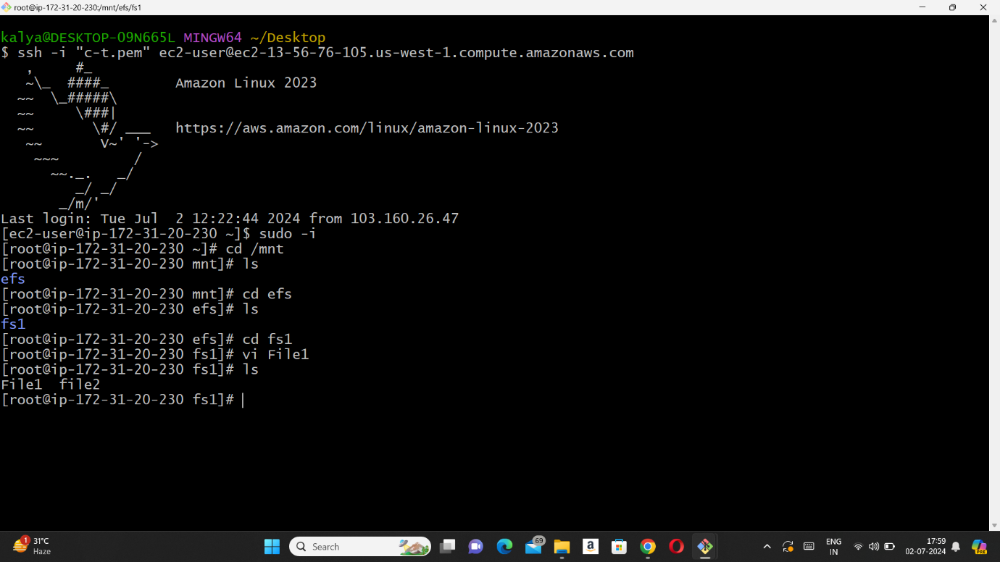 root@ip-172-31-20-230:/mnt/efs/fs1
kalya@DESKTOP-O9N665L MINGW64 ~/Desktop
$ ssh -i "c-t.pem" ec2-user@ec2-13-56-76-105.us-west-1.compute.amazonaws.com
   ,     #_
   ~\_  ####_        Amazon Linux 2023
  ~~  \_#####\
  ~~     \###|
  ~~       \#/ ___   https://aws.amazon.com/linux/amazon-linux-2023
   ~~       V~' '->
    ~~~         /
      ~~._.   _/
         _/ _/
       _/m/'
Last login: Tue Jul  2 12:22:44 2024 from 103.160.26.47
[ec2-user@ip-172-31-20-230 ~]$ sudo -i
[root@ip-172-31-20-230 ~]# cd /mnt
[root@ip-172-31-20-230 mnt]# ls
efs
[root@ip-172-31-20-230 mnt]# cd efs
[root@ip-172-31-20-230 efs]# ls
fs1
[root@ip-172-31-20-230 efs]# cd fs1
[root@ip-172-31-20-230 fs1]# vi File1
[root@ip-172-31-20-230 fs1]# ls
File1  file2
[root@ip-172-31-20-230 fs1]#
1
31°C
Haze
Search
69
a
ENG
IN
17:59
02-07-2024
PRE